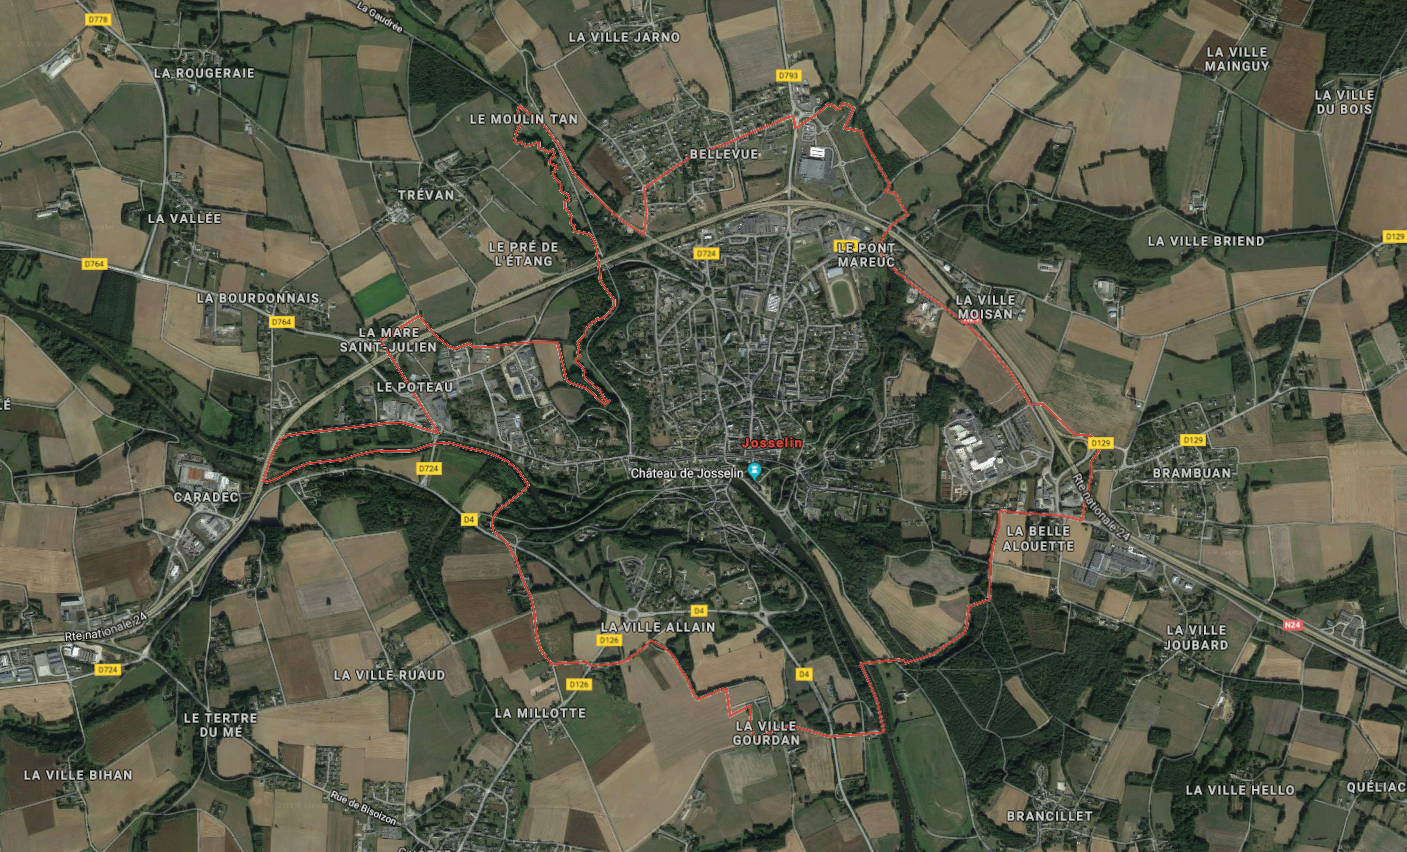 D778
La Gaudrée
LA VILLE JARNO
LA VILLE
MAINGUY
LA ROUGERAIE
D793
LA VILLE
DU BOIS
LE MOULIN TAN
BELLEVUE
TRÉVAN
LA VALLÉE
LE PRÉ DE
L'ÉTANG
D724
LE PONT
MAREUC
LA VILLE BRIEND
D129
D764
LA BOURDONNAIS
D764
LA VILLE
MOISAN
LA MARE
SAINT-JULIEN
LE POTEAU
Josselin
D129
D129
Château de Josselin
BRAMBUAN
D724
CARADEC
D4
Rte nationale 24
LA BELLE
ALOUETTE
D4
Rte nationale 24
LA VILLE ALLAIN
D126
N24
LA VILLE
JOUBARD
D724
LA VILLE RUAUD
D126
D4
LA MILLOTTE
LE TERTRE
DU MÉ
LA VILLE
GOURDAN
LA VILLE BIHAN
Rue de Bisoizon
LA VILLE HELLO
QUÉLIAC
BRANCILLET